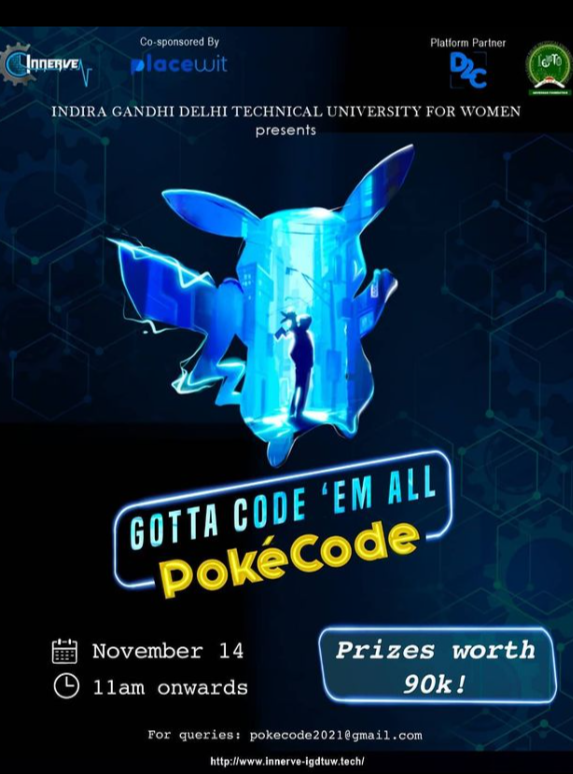 INNERVE
Co-sponsored By
placewit
Platform Partner
D2C
INDIRA GANDHI DELHI TECHNICAL UNIVERSITY FOR WOMEN
presents
GOTTA CODE ‘EM ALL
PokéCode
November 14
11am onwards
Prizes worth
90k!
For queries: pokecode2021@gmail.com
http://www.innerve-igdtuw.tech/